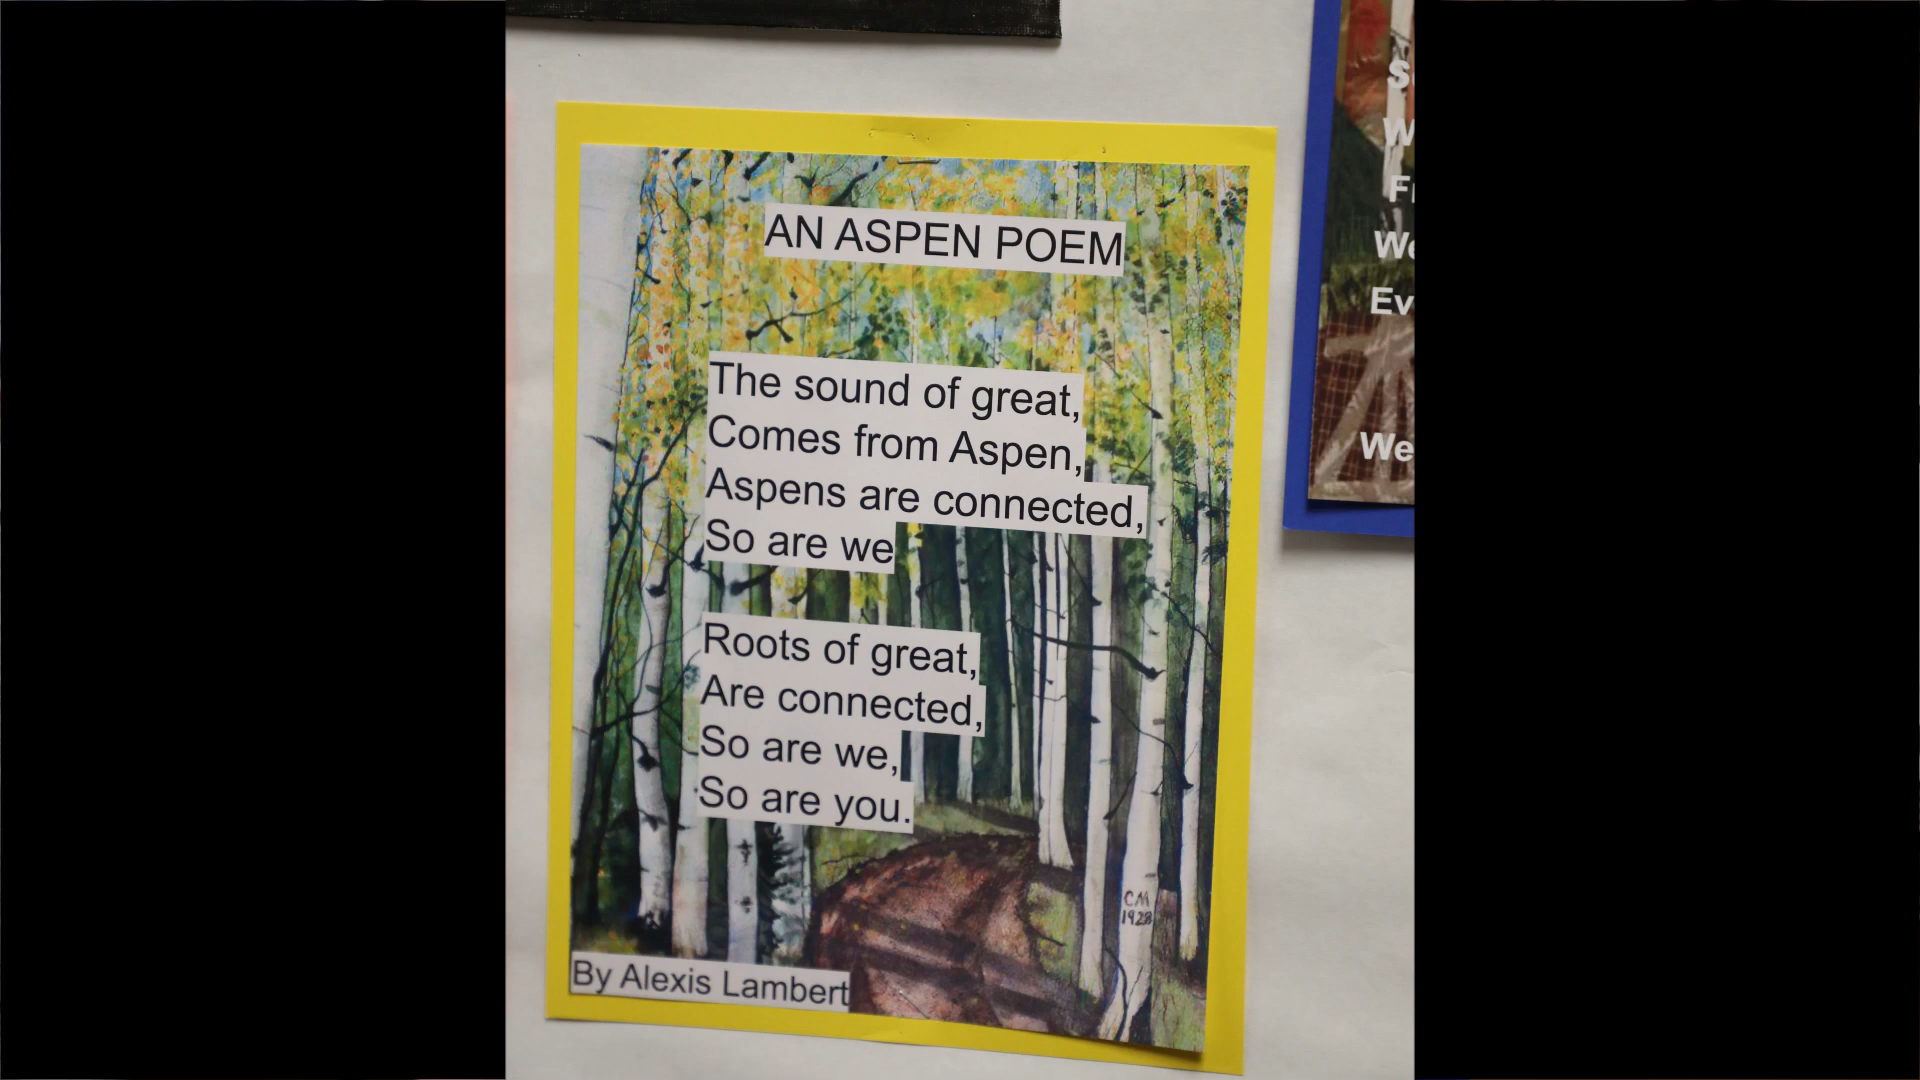 AN ASPEN POEM
The sound of great,
Comes from Aspen,
Aspens are connected,
So are we
Roots of great,
Are connected,
So are we,
So are you.
CM
1928
By Alexis Lambert
We